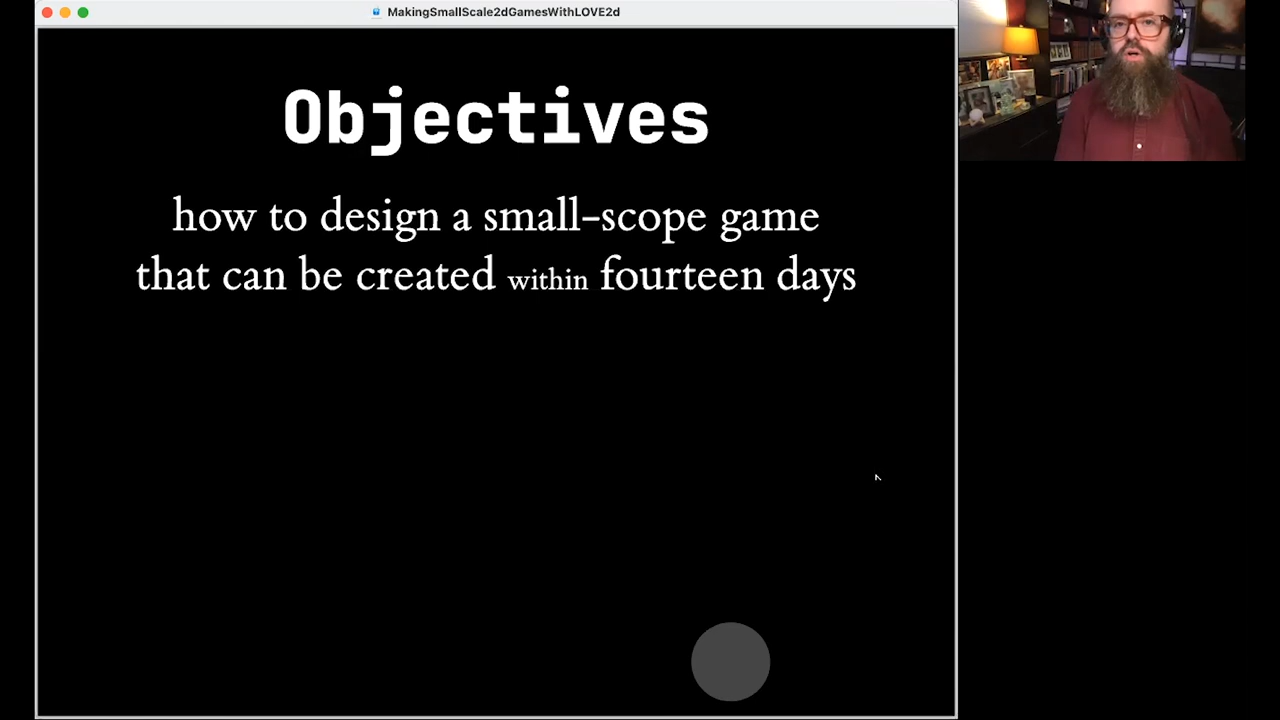 MakingSmallScale2dGamesWithLOVE2d
Objectives
how to design a small-scope game
that can be created within fourteen days